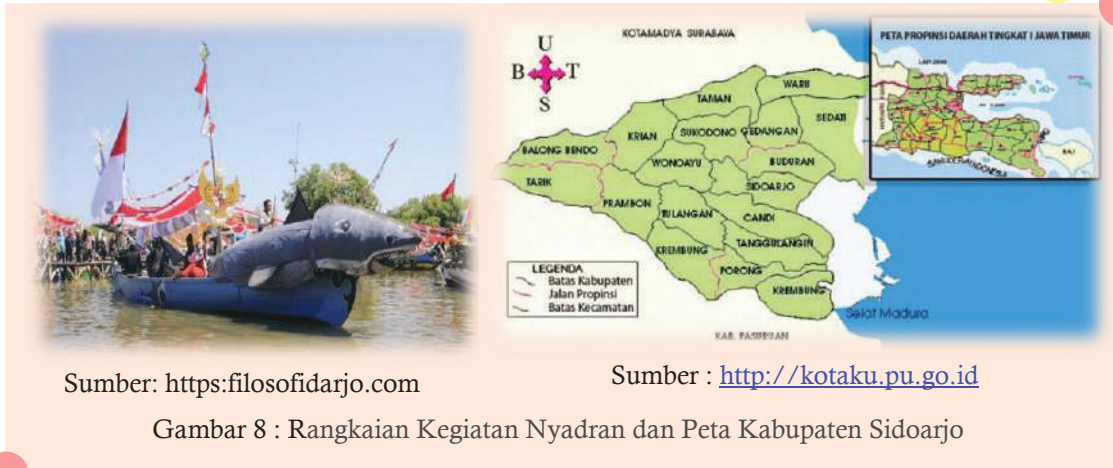 KOTAMADYA SURABAYA
PETA PROPINSI DAERAH TINGKAT I JAWA TIMUR
U
B T
S
WARU
TAMAN
SEDATI
KRIAN
SUKODONO GEDANGAN
BALONG BENDO
WONOAYU
BUDURAN
TARIK
SIDOARJO
PRAMBON
TULANGAN
CANDI
KREMBUNG
TANGGULANGIN
PORONG
KREMBUNG
LEGENDA
Batas Kabupaten
Jalan Propinsi
Batas Kecamatan
Selat Madura
KAB. PASURUAN
BALI
Sumber: https:filosofidarjo.com
Sumber : http://kotaku.pu.go.id
Gambar 8 : Rangkaian Kegiatan Nyadran dan Peta Kabupaten Sidoarjo